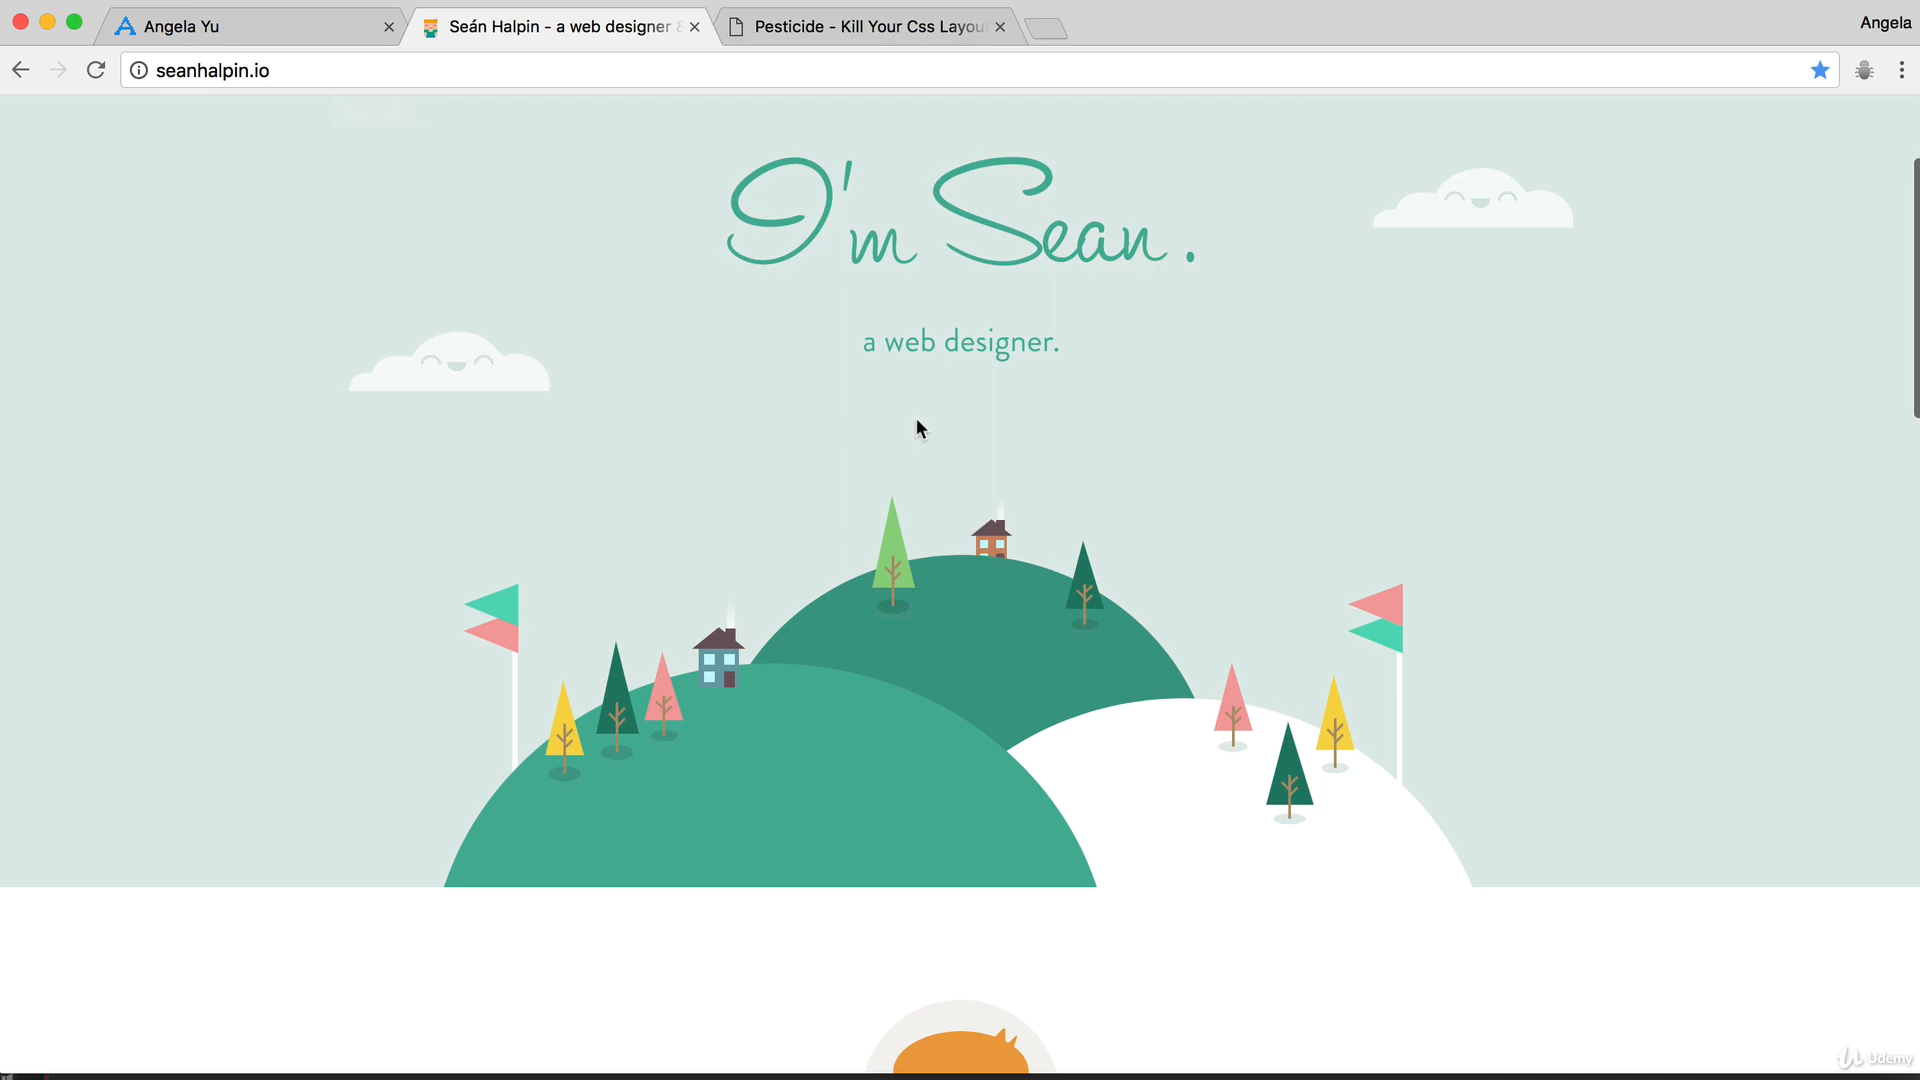 Angela Yu
Seán Halpin - a web designer
Pesticide - Kill Your Css Layou
Angela
seanhalpin.io
I'm Sean .
a web designer.
Udemy